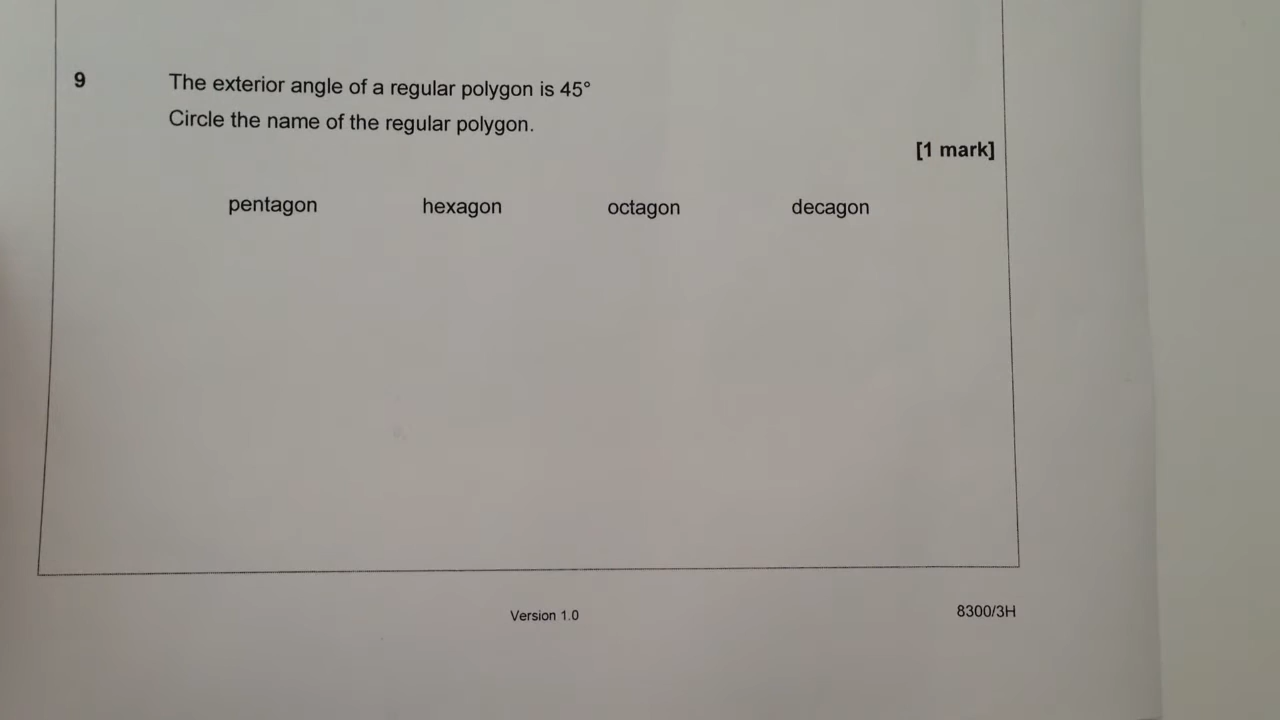 9 The exterior angle of a regular polygon is 45°
Circle the name of the regular polygon.
[1 mark]
pentagon hexagon octagon decagon
Version 1.0 8300/3H